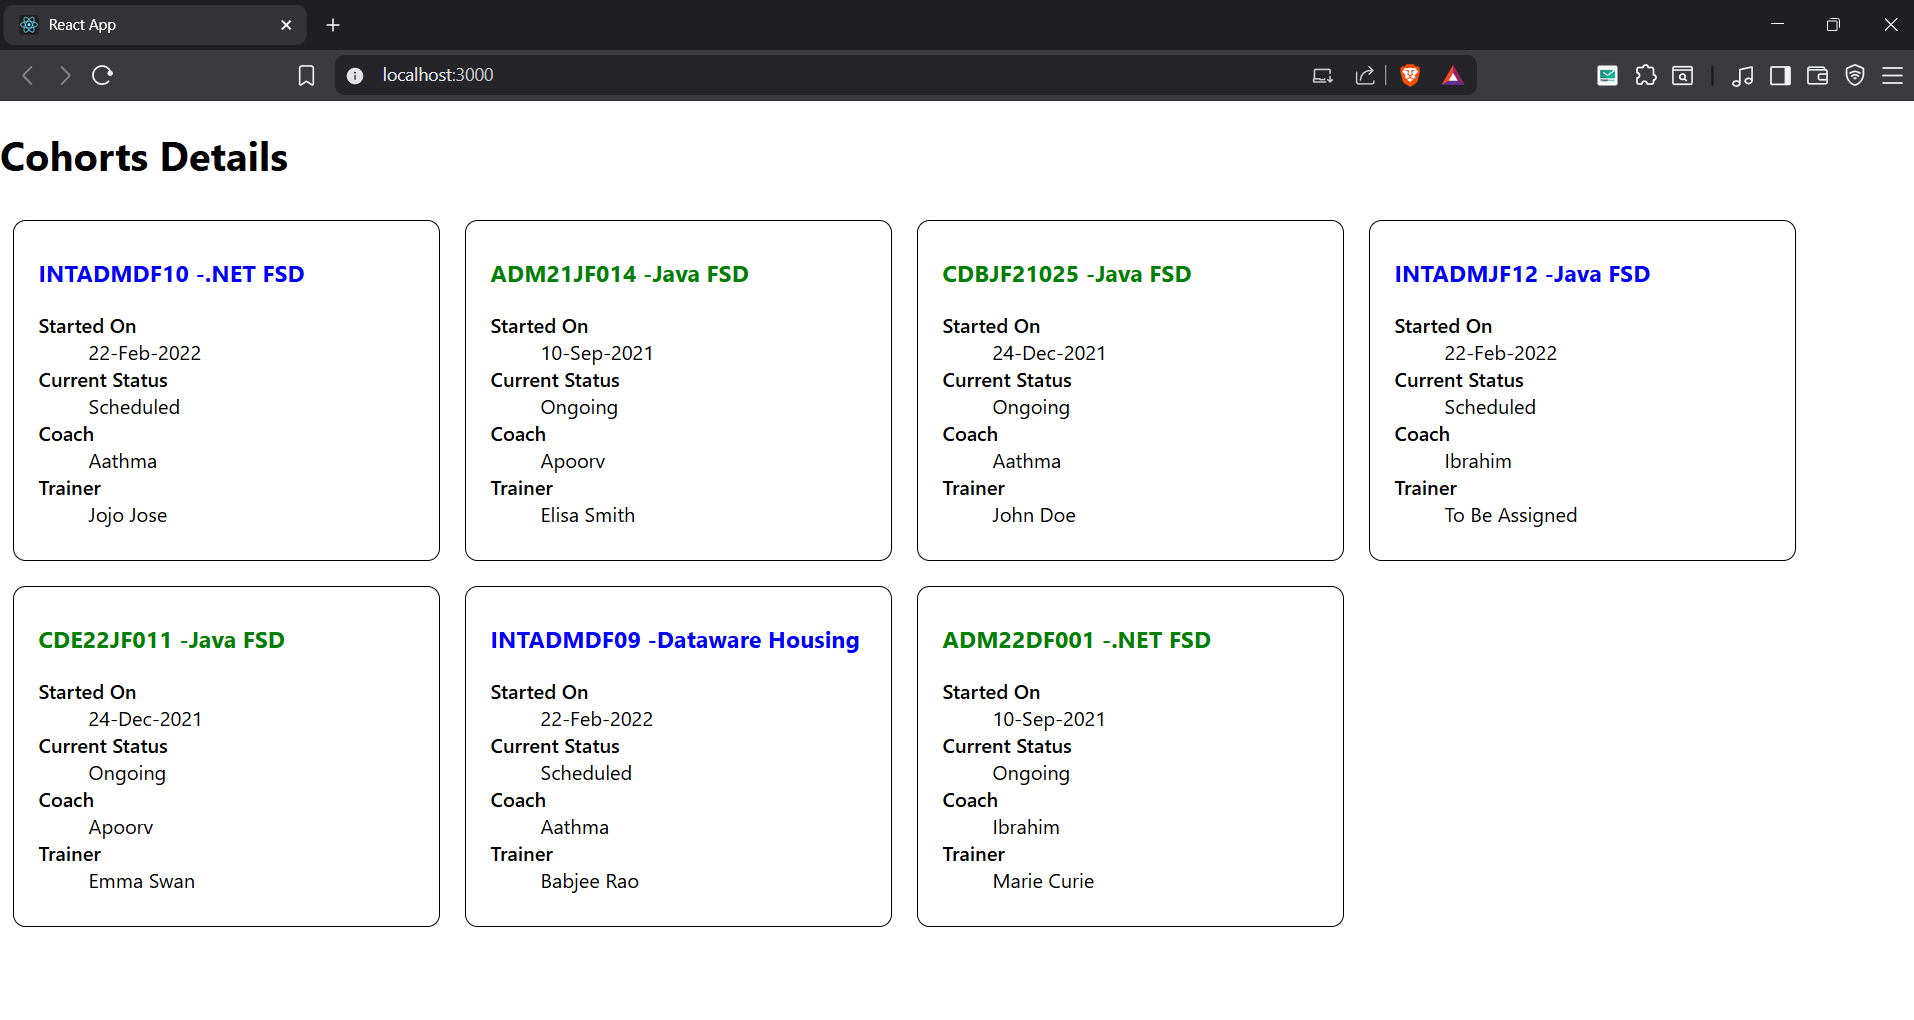 React App
localhost:3000
Cohorts Details
INTADMDF10 -.NET FSD
Started On
22-Feb-2022
Current Status
Scheduled
Coach
Aathma
Trainer
Jojo Jose
ADM21JF014 -Java FSD
Started On
10-Sep-2021
Current Status
Ongoing
Coach
Apoorv
Trainer
Elisa Smith
CDBJF21025 -Java FSD
Started On
24-Dec-2021
Current Status
Ongoing
Coach
Aathma
Trainer
John Doe
INTADMJF12 -Java FSD
Started On
22-Feb-2022
Current Status
Scheduled
Coach
Ibrahim
Trainer
To Be Assigned
CDE22JF011 -Java FSD
Started On
24-Dec-2021
Current Status
Ongoing
Coach
Apoorv
Trainer
Emma Swan
INTADMDF09 -Dataware Housing
Started On
22-Feb-2022
Current Status
Scheduled
Coach
Aathma
Trainer
Babjee Rao
ADM22DF001 -.NET FSD
Started On
10-Sep-2021
Current Status
Ongoing
Coach
Ibrahim
Trainer
Marie Curie